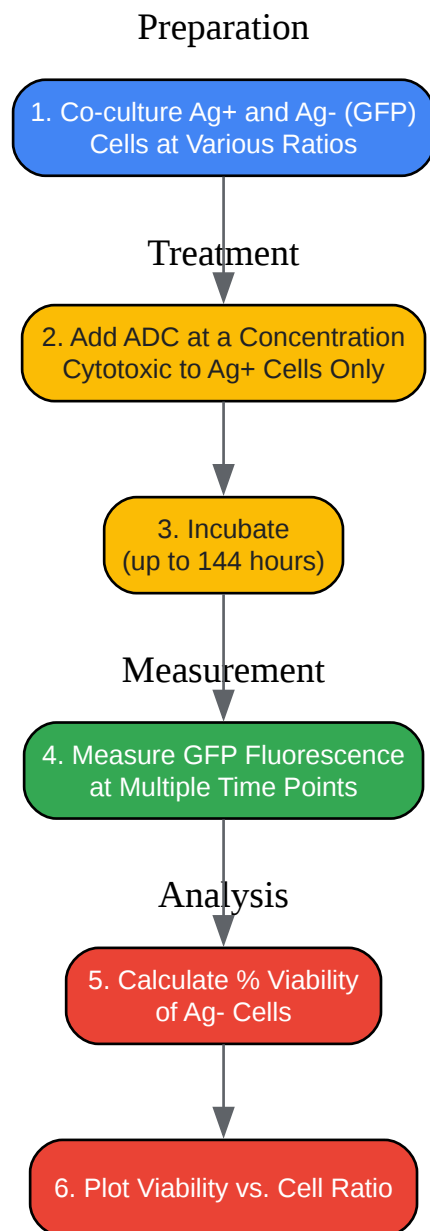 Preparation
1. Co-culture Ag+ and Ag- (GFP)
Cells at Various Ratios
Treatment
2. Add ADC at a Concentration
Cytotoxic to Ag+ Cells Only
3. Incubate
(up to 144 hours)
Measurement
4. Measure GFP Fluorescence
at Multiple Time Points
Analysis
5. Calculate % Viability
of Ag- Cells
6. Plot Viability vs. Cell Ratio